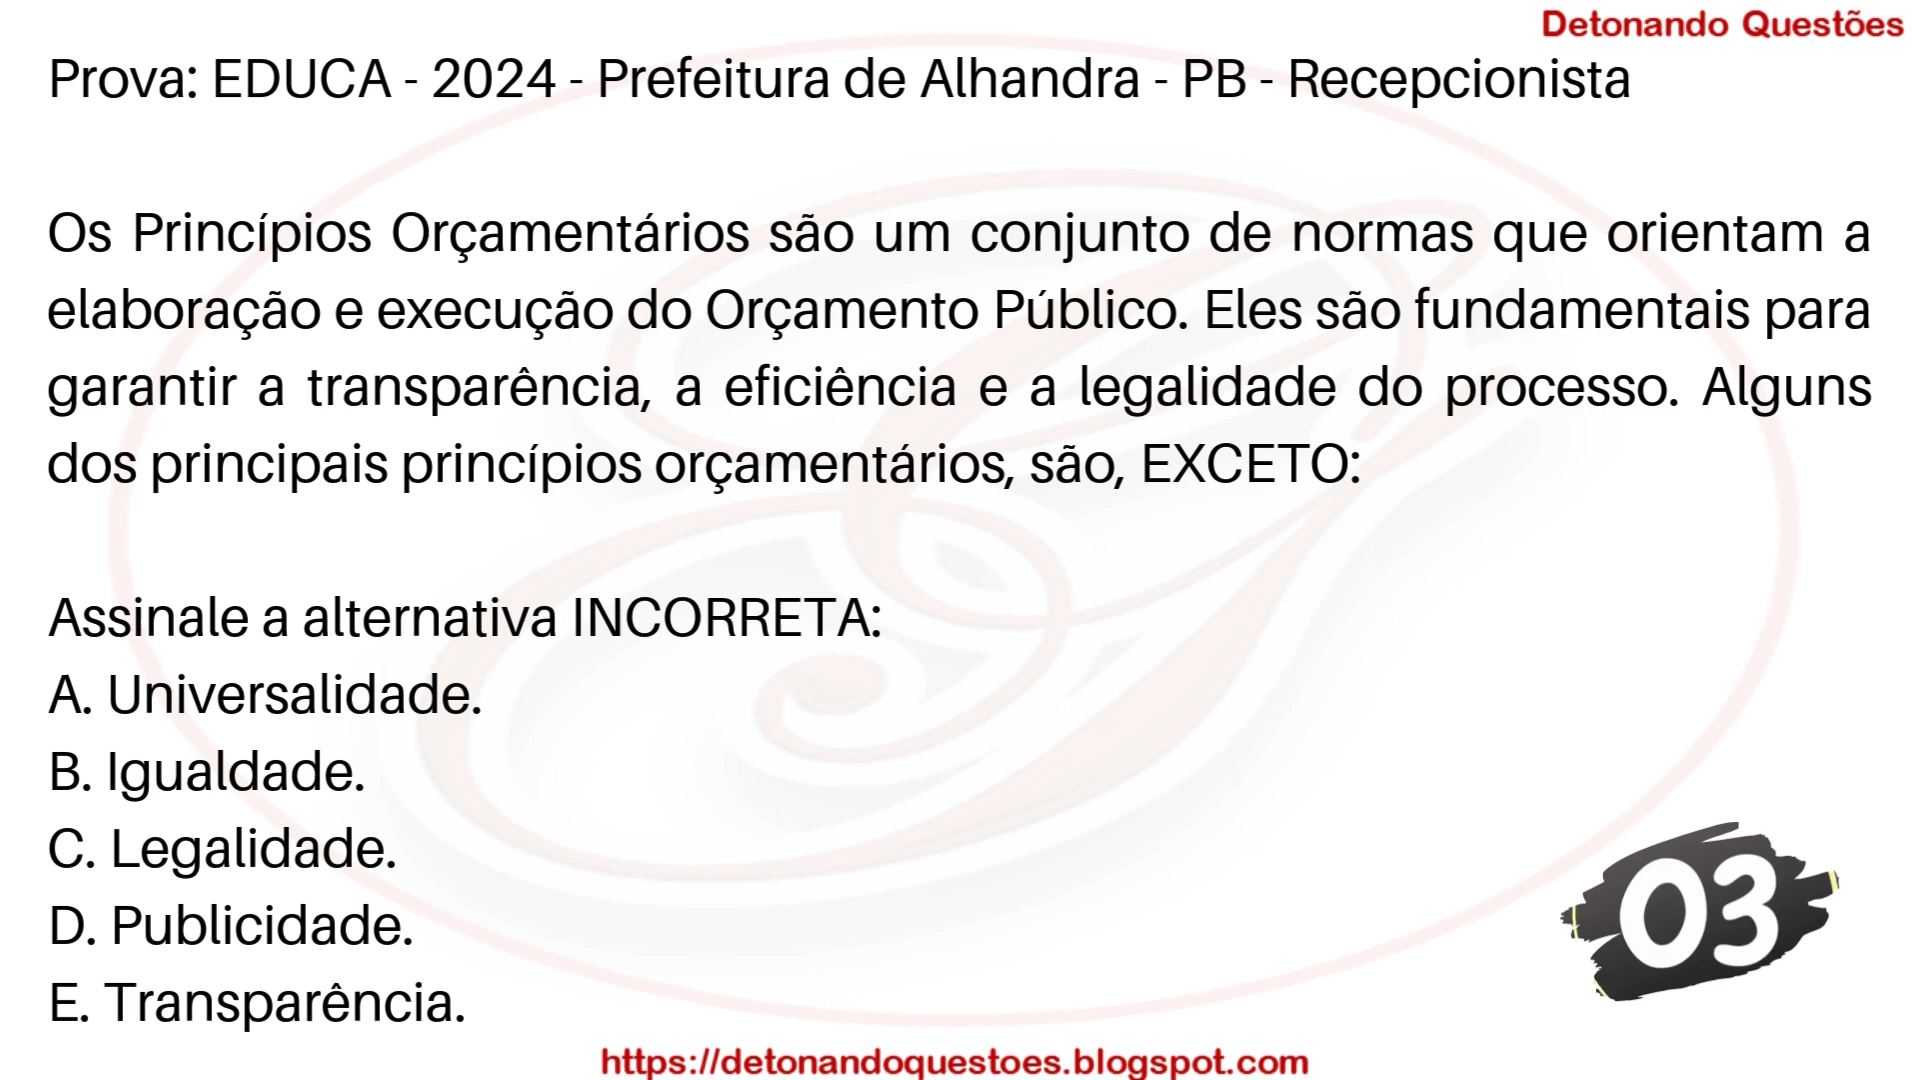 Detonando Questões
Prova: EDUCA - 2024 - Prefeitura de Alhandra - PB - Recepcionista
Os Princípios Orçamentários são um conjunto de normas que orientam a
elaboração e execução do Orçamento Público. Eles são fundamentais para
garantir a transparência, a eficiência e a legalidade do processo. Alguns
dos principais princípios orçamentários, são, EXCETO:
Assinale a alternativa INCORRETA:
A. Universalidade.
B. Igualdade.
C. Legalidade.
D. Publicidade.
E. Transparência.
03
https://detonandoquestoes.blogspot.com